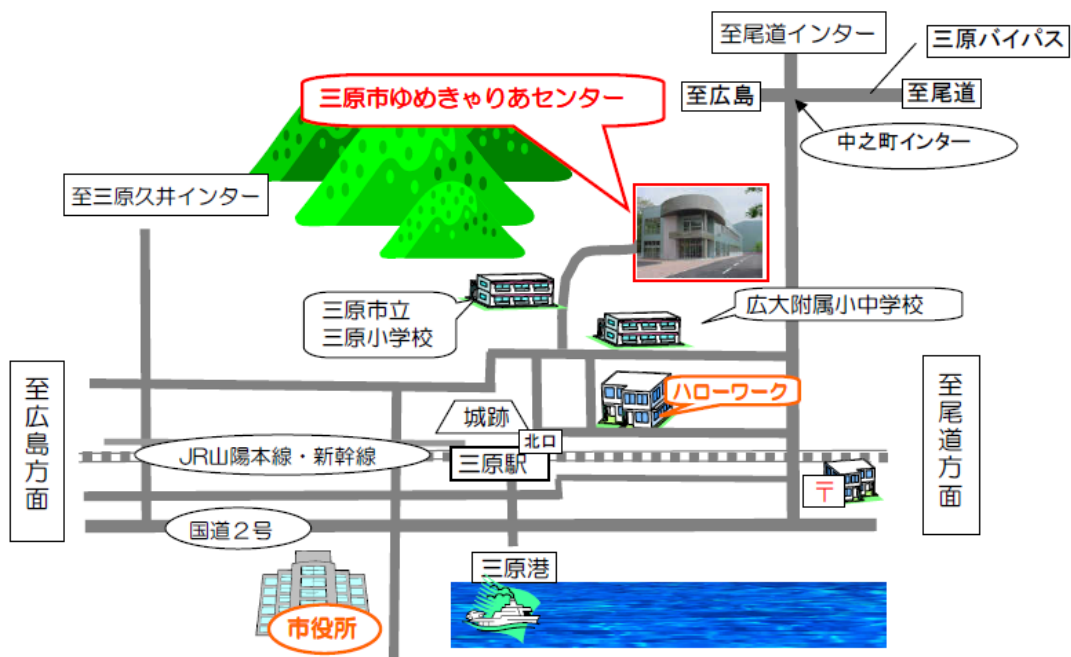 至尾道インター
三原バイパス
至広島
至尾道
三原市ゆめきゃりあセンター
中之町インター
至三原久井インター
三原市立
三原小学校
広大附属小中学校
至広島方面
至尾道方面
ハローワーク
城跡
北口
JR山陽本線・新幹線
三原駅
〒
国道２号
三原港
市役所